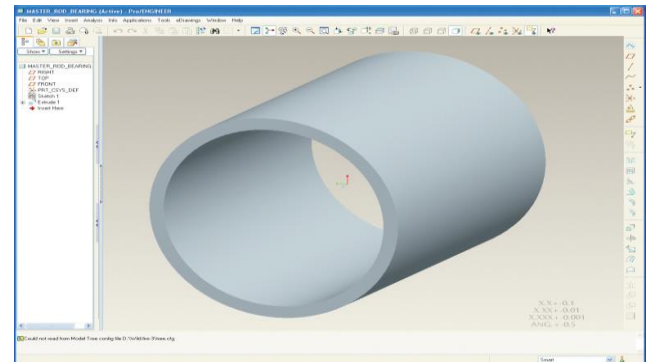 MASTER_ROD_BEARING (Active) - Pro/ENGINEER
File Edit View Insert Analysis Info Applications Tools eDrawings Window Help
Show Settings
MASTER_ROD_BEARING
RIGHT
TOP
FRONT
PRT_CSYS_DEF
Sketch 1
Extrude 1
Insert Here
X.X+-0.1
X.XX+-0.01
X.XXX+-0.001
ANG.+-0.5
Could not read from Model Tree config file
Smart